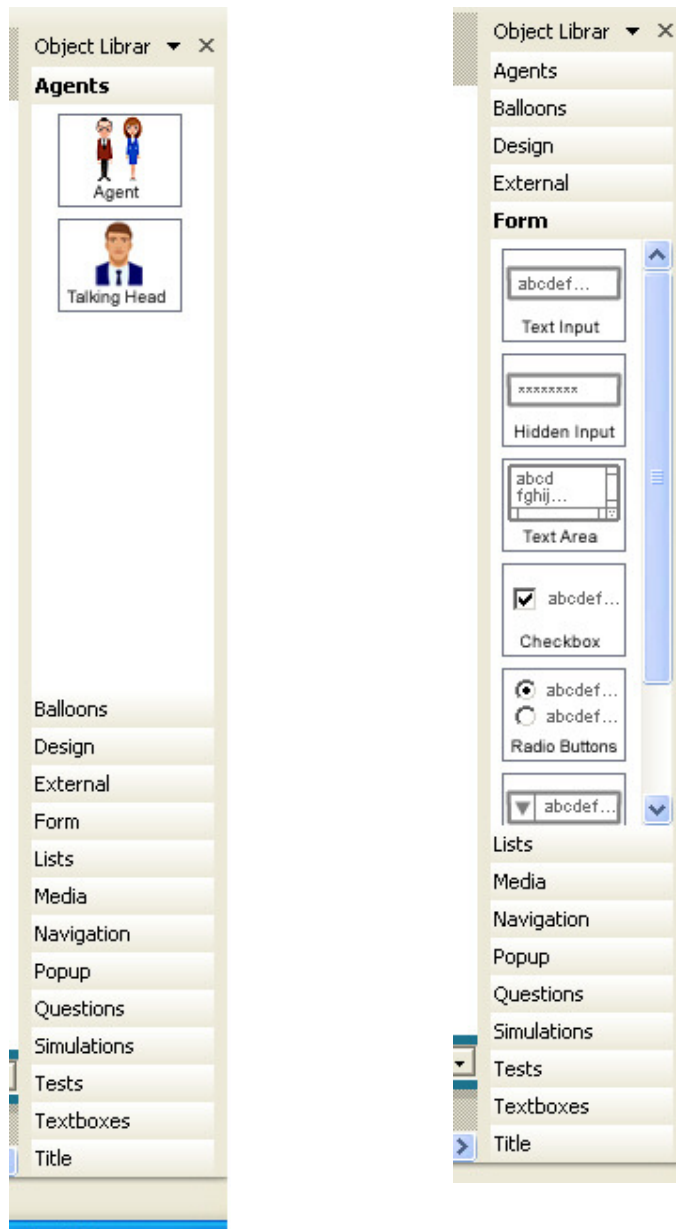 Object Librar
Agents
Agent
Talking Head
Balloons
Design
External
Form
Lists
Media
Navigation
Popup
Questions
Simulations
Tests
Textboxes
Title
Object Librar
Agents
Balloons
Design
External
Form
abcdef...
Text Input
xxxxxxxx
Hidden Input
abcd
fghij...
Text Area
abcdef...
Checkbox
abcdef...
abcdef...
Radio Buttons
abcdef...
Lists
Media
Navigation
Popup
Questions
Simulations
Tests
Textboxes
Title